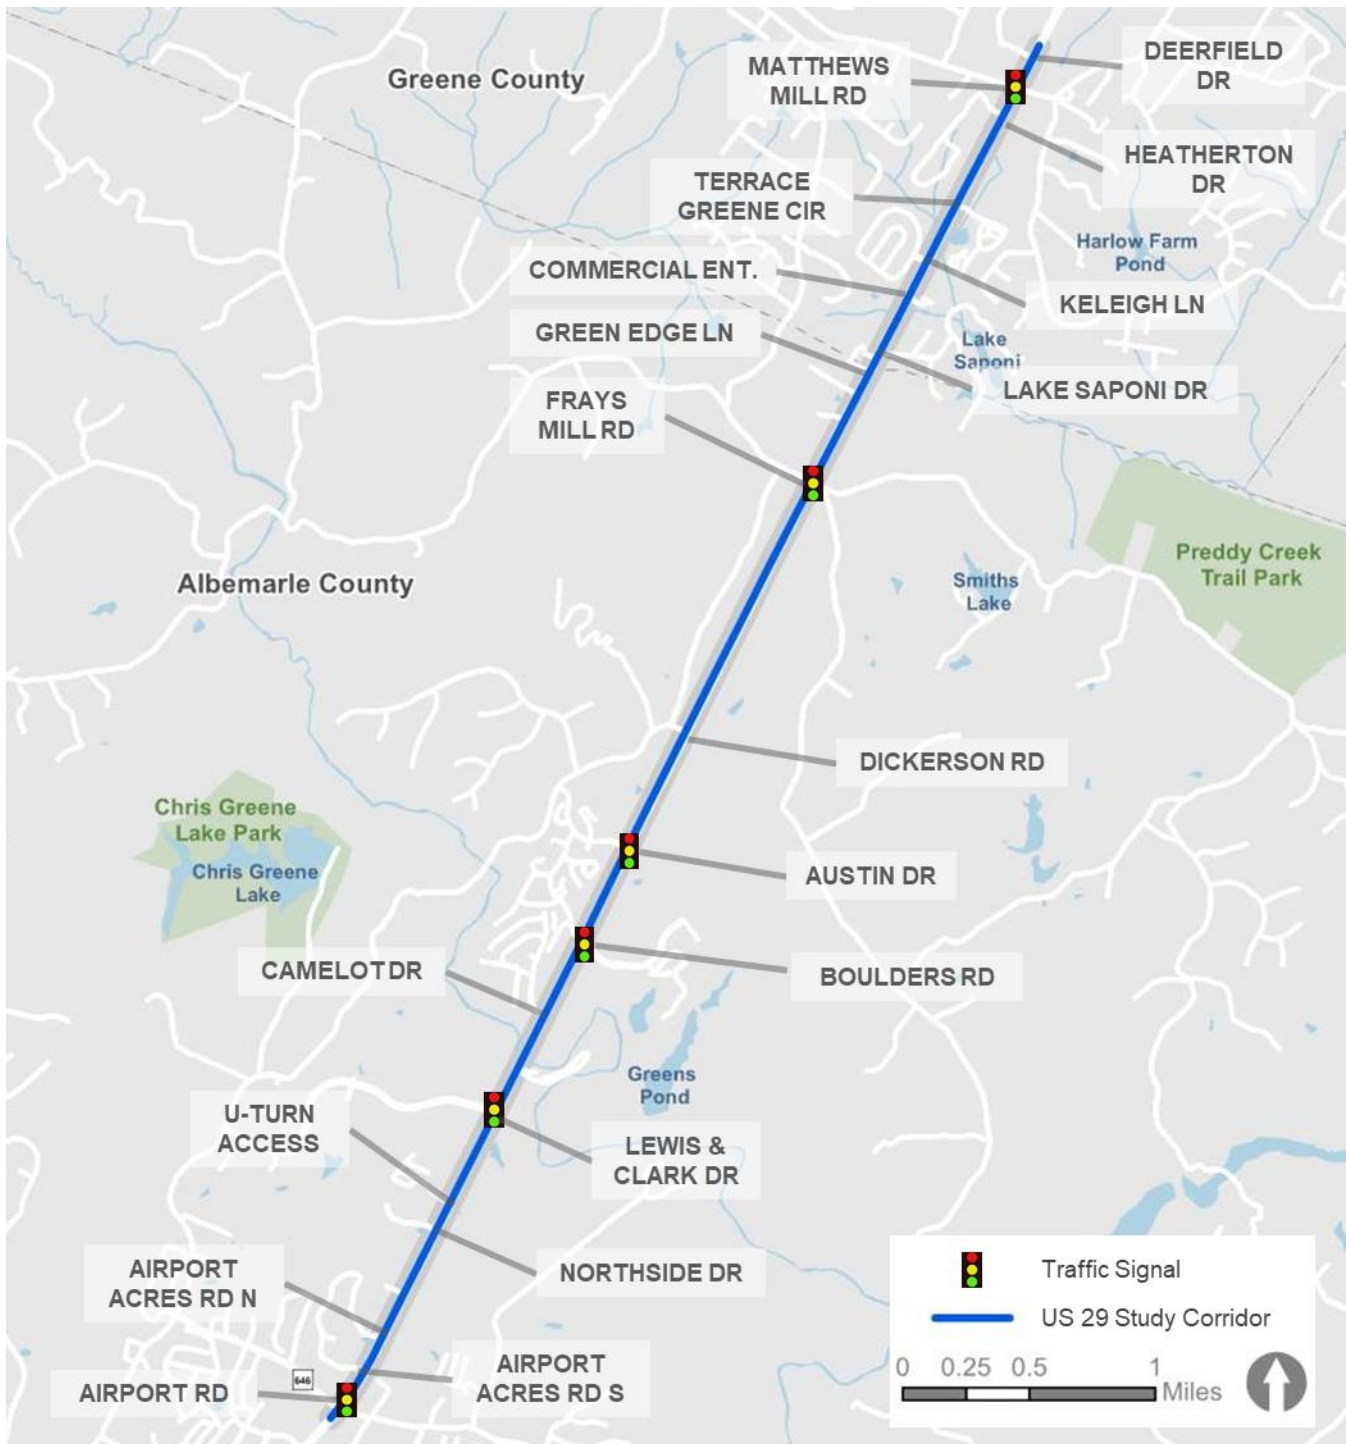 Greene County
MATTHEWS
MILL RD
DEERFIELD
DR
HEATHERTON
DR
TERRACE
GREENE CIR
Harlow Farm
Pond
COMMERCIAL ENT.
KELEIGH LN
GREEN EDGE LN
Lake
Saponi
LAKE SAPONI DR
FRAYS
MILL RD
Preddy Creek
Trail Park
Albemarle County
Smiths
Lake
DICKERSON RD
Chris Greene
Lake Park
Chris Greene
Lake
AUSTIN DR
CAMELOT DR
BOULDERS RD
Greens
Pond
U-TURN
ACCESS
LEWIS &
CLARK DR
AIRPORT
ACRES RD N
NORTHSIDE DR
AIRPORT
ACRES RD S
646
AIRPORT RD
Traffic Signal
US 29 Study Corridor
0 0.25 0.5 1
Miles